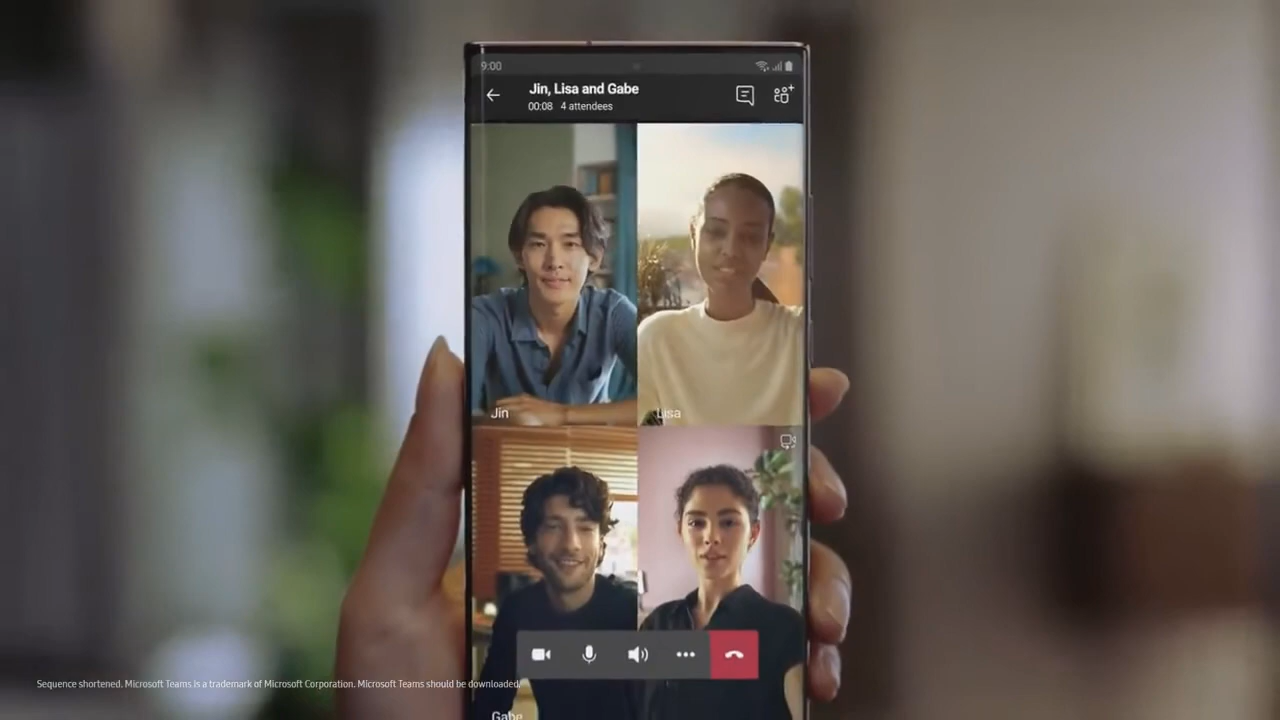 9:00
Jin, Lisa and Gabe
00:08 4 attendees
Jin
Lisa
Gabe
Sequence shortened. Microsoft Teams is a trademark of Microsoft Corporation. Microsoft Teams should be downloaded.